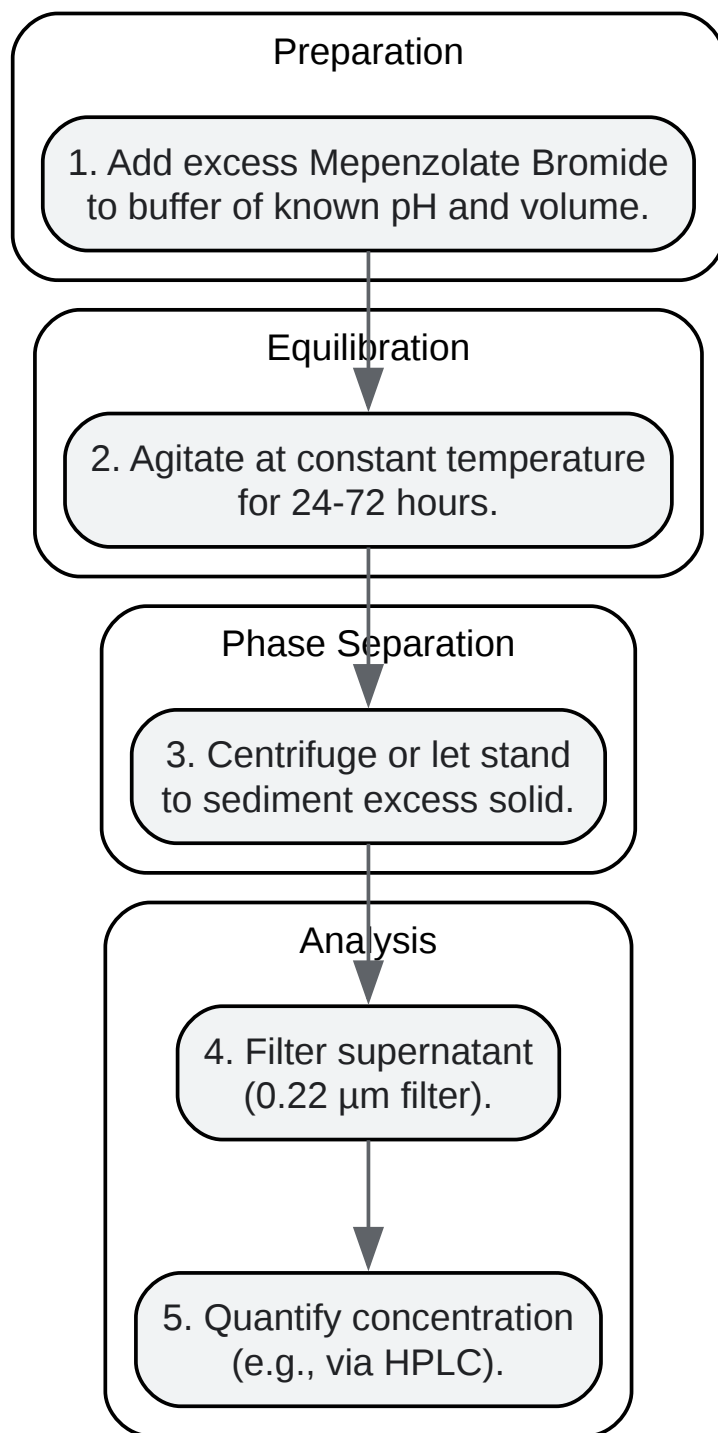 Preparation
1. Add excess Mepenzolate Bromide
to buffer of known pH and volume.
Equilibration
2. Agitate at constant temperature
for 24-72 hours.
Phase Separation
3. Centrifuge or let stand
to sediment excess solid.
Analysis
4. Filter supernatant
(0.22 µm filter).
5. Quantify concentration
(e.g., via HPLC).